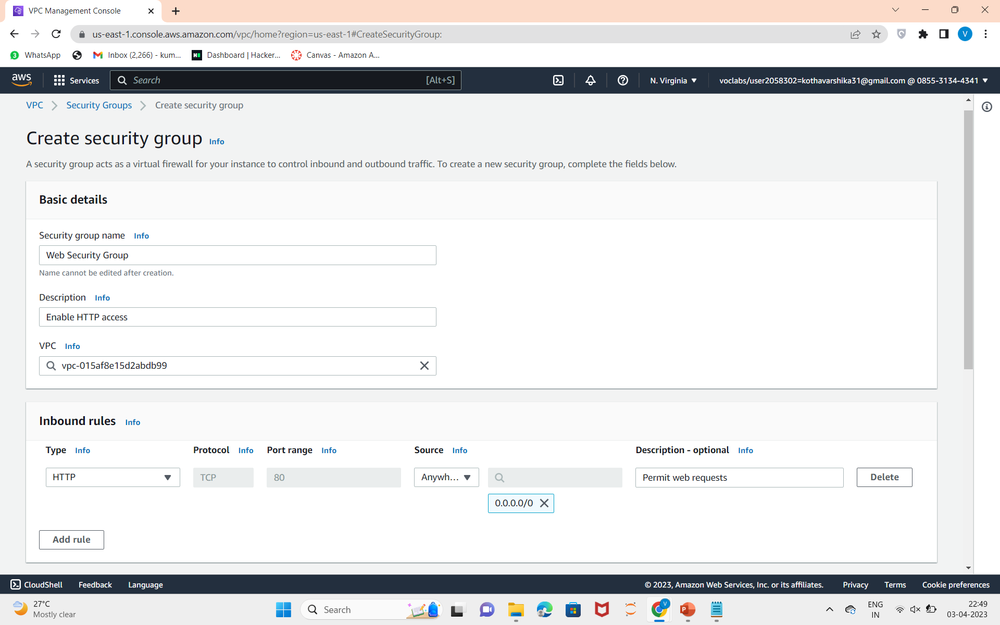 VPC Management Console
us-east-1.console.aws.amazon.com/vpc/home?region=us-east-1#CreateSecurityGroup:
V
3 WhatsApp
Inbox (2,266) - kum...
Dashboard | Hacker...
Canvas - Amazon A...
aws
Services
Search
[Alt+S]
N. Virginia
voclabs/user2058302=kothavarshika31@gmail.com @ 0855-3134-4341
VPC
Security Groups
Create security group
Create security group Info
A security group acts as a virtual firewall for your instance to control inbound and outbound traffic. To create a new security group, complete the fields below.
Basic details
Security group name Info
Web Security Group
Name cannot be edited after creation.
Description Info
Enable HTTP access
VPC Info
vpc-015af8e15d2abdb99
Inbound rules Info
Type Info Protocol Info Port range Info Source Info Description - optional Info
HTTP TCP 80 Anywh... Permit web requests Delete
0.0.0.0/0
Add rule
CloudShell Feedback Language © 2023, Amazon Web Services, Inc. or its affiliates. Privacy Terms Cookie preferences
27°C
Mostly clear
Search
V
P
ENG
IN
22:49
03-04-2023